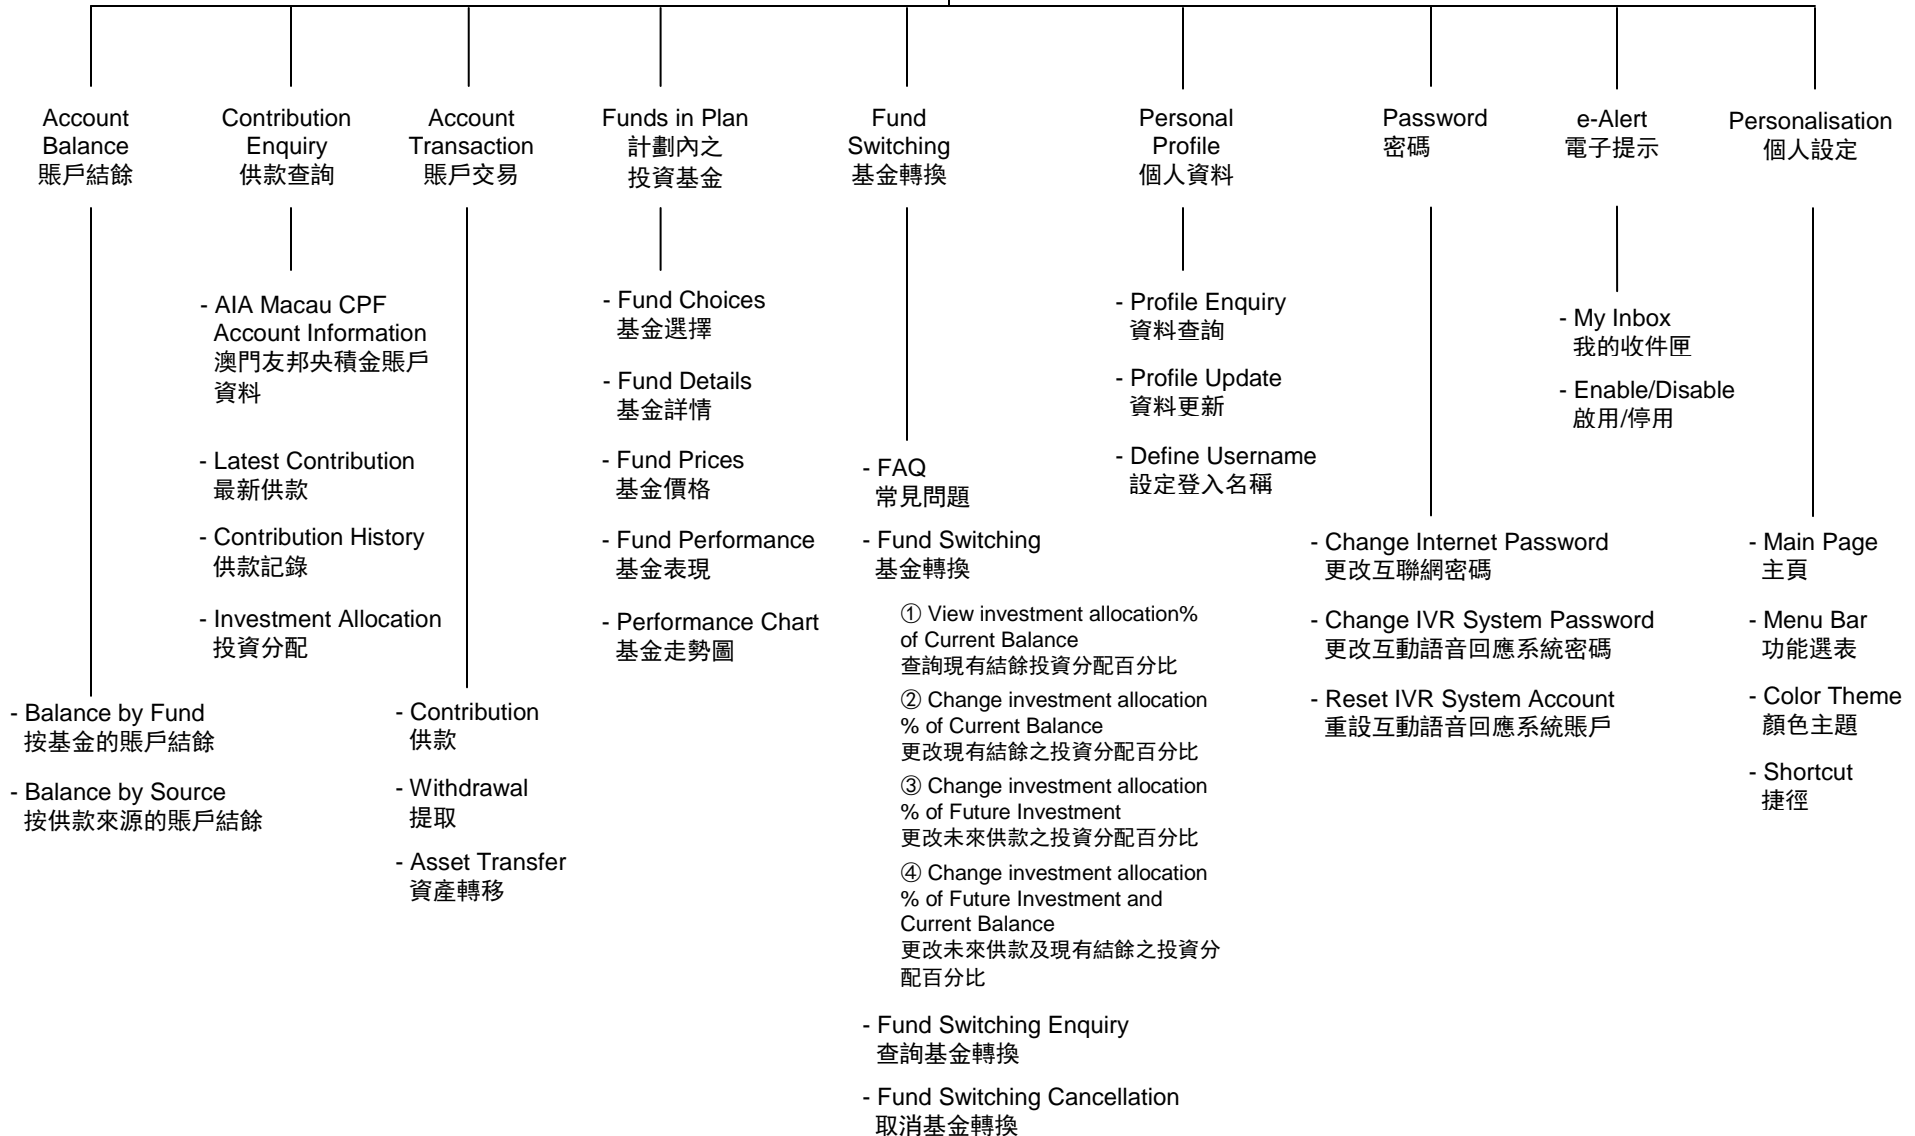 Account
Balance
賬戶結餘
Contribution
Enquiry
供款查詢
Account
Transaction
賬戶交易
Funds in Plan
計劃內之
投資基金
Fund
Switching
基金轉換
Personal
Profile
個人資料
Password
密碼
e-Alert
電子提示
Personalisation
個人設定
- Balance by Fund
按基金的賬戶結餘
- Balance by Source
按供款來源的賬戶結餘
- AIA Macau CPF
Account Information
澳門友邦央積金賬戶
資料
- Latest Contribution
最新供款
- Contribution History
供款記錄
- Investment Allocation
投資分配
- Contribution
供款
- Withdrawal
提取
- Asset Transfer
資產轉移
- Fund Choices
基金選擇
- Fund Details
基金詳情
- Fund Prices
基金價格
- Fund Performance
基金表現
- Performance Chart
基金走勢圖
- FAQ
常見問題
- Fund Switching
基金轉換
① View investment allocation%
of Current Balance
查詢現有結餘投資分配百分比
② Change investment allocation
% of Current Balance
更改現有結餘之投資分配百分比
③ Change investment allocation
% of Future Investment
更改未來供款之投資分配百分比
④ Change investment allocation
% of Future Investment and
Current Balance
更改未來供款及現有結餘之投資分
配百分比
- Fund Switching Enquiry
查詢基金轉換
- Fund Switching Cancellation
取消基金轉換
- Profile Enquiry
資料查詢
- Profile Update
資料更新
- Define Username
設定登入名稱
- Change Internet Password
更改互聯網密碼
- Change IVR System Password
更改互動語音回應系統密碼
- Reset IVR System Account
重設互動語音回應系統賬戶
- My Inbox
我的收件匣
- Enable/Disable
啟用/停用
- Main Page
主頁
- Menu Bar
功能選表
- Color Theme
顏色主題
- Shortcut
捷徑